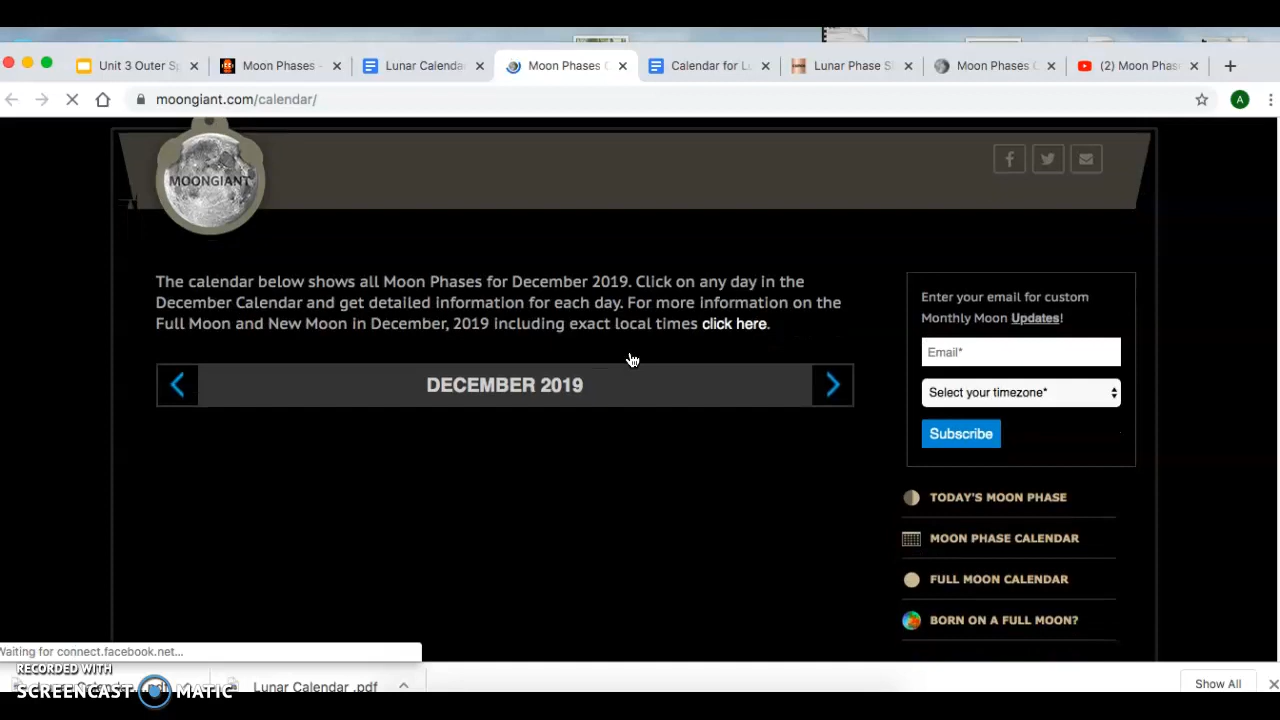 Unit 3 Outer Sp
Moon Phases -
Lunar Calenda
Moon Phases C
Calendar for Lu
Lunar Phase Si
Moon Phases C
(2) Moon Phas
moongiant.com/calendar/
A
MOONGIANT
The calendar below shows all Moon Phases for December 2019. Click on any day in the
December Calendar and get detailed information for each day. For more information on the
Full Moon and New Moon in December, 2019 including exact local times click here.
DECEMBER 2019
Enter your email for custom
Monthly Moon Updates!
Email*
Select your timezone*
Subscribe
TODAY'S MOON PHASE
MOON PHASE CALENDAR
FULL MOON CALENDAR
BORN ON A FULL MOON?
Waiting for connect.facebook.net...
RECORDED WITH
SCREENCAST MATIC
Lunar Calendar .pdf
Show All